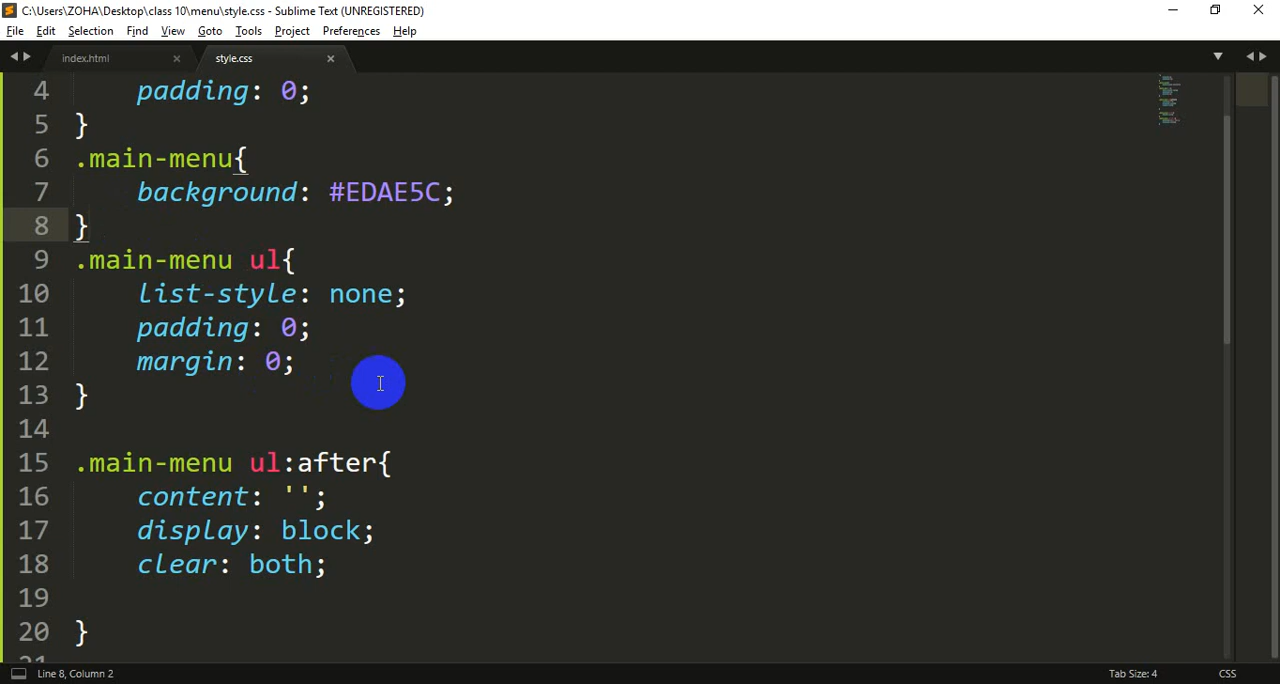 C:\Users\ZOHA\Desktop\class 10\menu\style.css - Sublime Text (UNREGISTERED)
File Edit Selection Find View Goto Tools Project Preferences Help
index.html style.css
4 padding: 0;
5 }
6 .main-menu{
7 background: #EDAE5C;
8 }
9 .main-menu ul{
10 list-style: none;
11 padding: 0;
12 margin: 0;
13 }
14
15 .main-menu ul:after{
16 content: '';
17 display: block;
18 clear: both;
19
20 }
21
Line 8, Column 2 Tab Size: 4 CSS